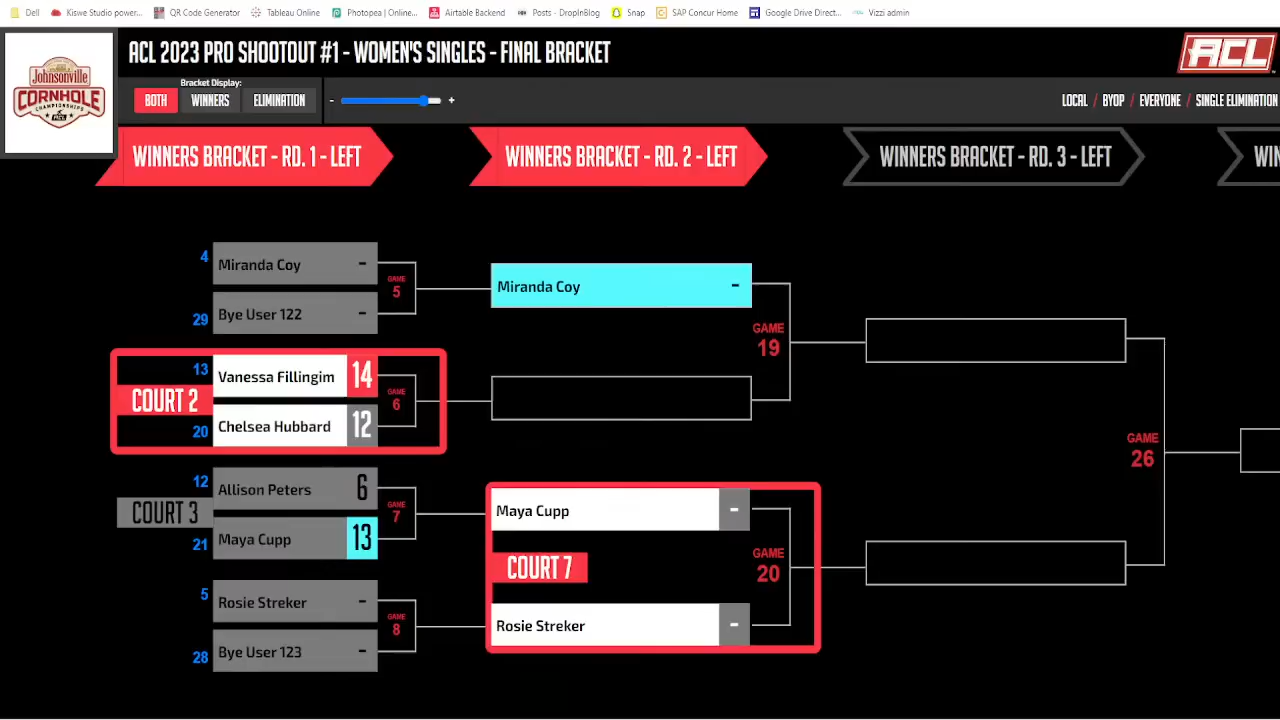 Dell
Kiswe Studio power...
QR Code Generator
Tableau Online
Photopea | Online...
Airtable Backend
Posts - DropInBlog
Snap
SAP Concur Home
Google Drive Direct...
Vizzi admin
Johnsonville
CORNHOLE
CHAMPIONSHIPS
ACL
ACL 2023 PRO SHOOTOUT #1 - WOMEN'S SINGLES - FINAL BRACKET
ACL
Bracket Display:
BOTH
WINNERS
ELIMINATION
- +
LOCAL / BYOP / EVERYONE / SINGLE ELIMINATION
WINNERS BRACKET - RD. 1 - LEFT
WINNERS BRACKET - RD. 2 - LEFT
WINNERS BRACKET - RD. 3 - LEFT
WIN
4 Miranda Coy -
29 Bye User 122 -
GAME
5
Miranda Coy -
GAME
19
13 Vanessa Fillingim 14
COURT 2
20 Chelsea Hubbard 12
GAME
6
GAME
26
12 Allison Peters 6
COURT 3
21 Maya Cupp 13
GAME
7
Maya Cupp -
COURT 7
Rosie Streker -
GAME
20
5 Rosie Streker -
28 Bye User 123 -
GAME
8